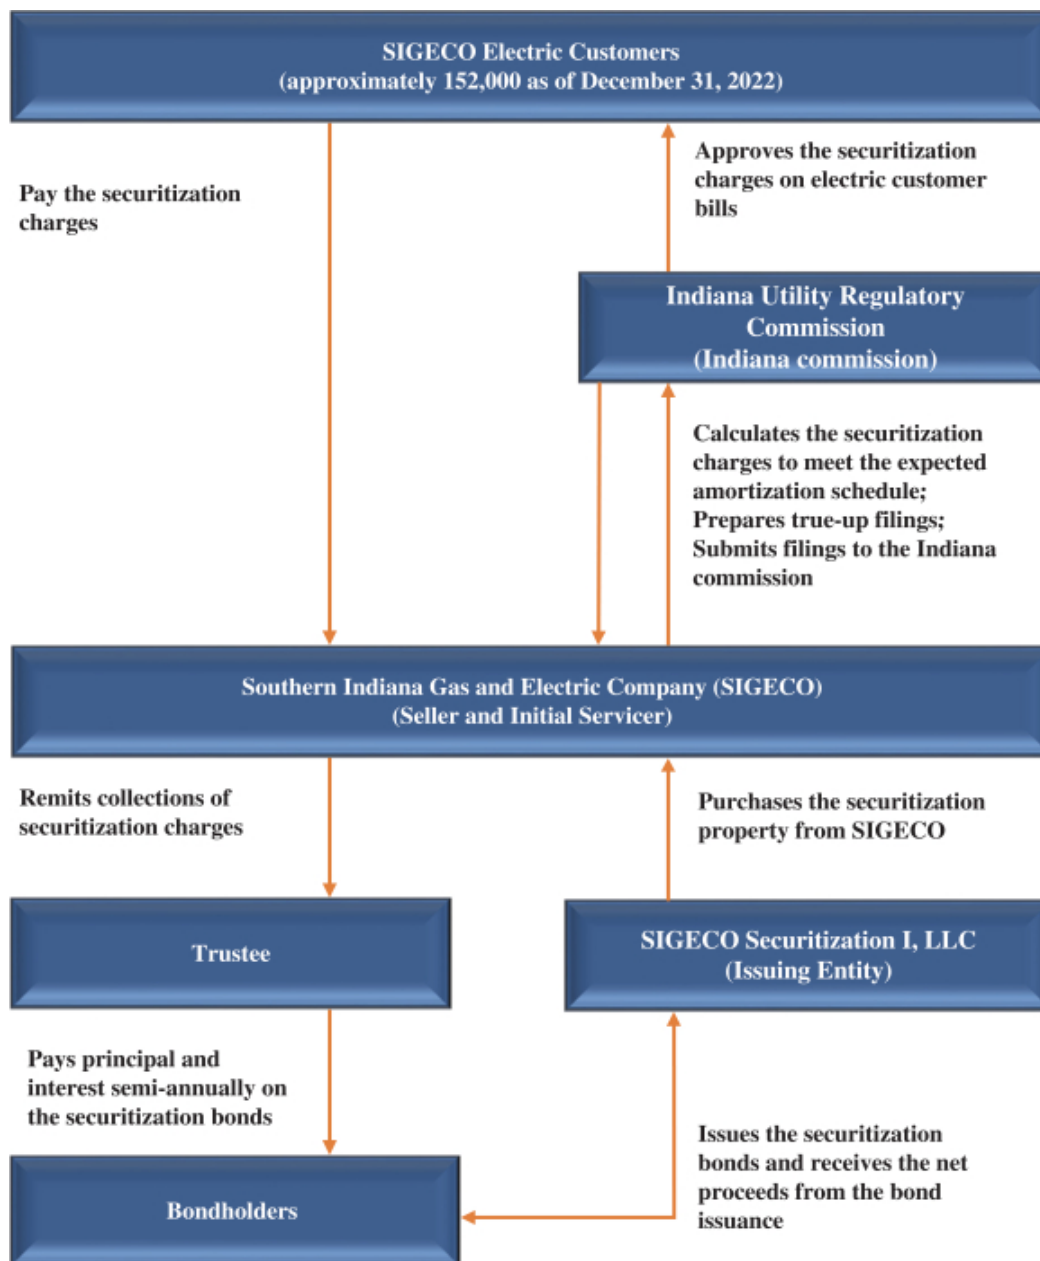 SIGECO Electric Customers
(approximately 152,000 as of December 31, 2022)
Pay the securitization
charges
Approves the securitization
charges on electric customer
bills
Indiana Utility Regulatory
Commission
(Indiana commission)
Calculates the securitization
charges to meet the expected
amortization schedule;
Prepares true-up filings;
Submits filings to the Indiana
commission
Southern Indiana Gas and Electric Company (SIGECO)
(Seller and Initial Servicer)
Remits collections of
securitization charges
Purchases the securitization
property from SIGECO
Trustee
SIGECO Securitization I, LLC
(Issuing Entity)
Pays principal and
interest semi-annually on
the securitization bonds
Issues the securitization
bonds and receives the net
proceeds from the bond
issuance
Bondholders